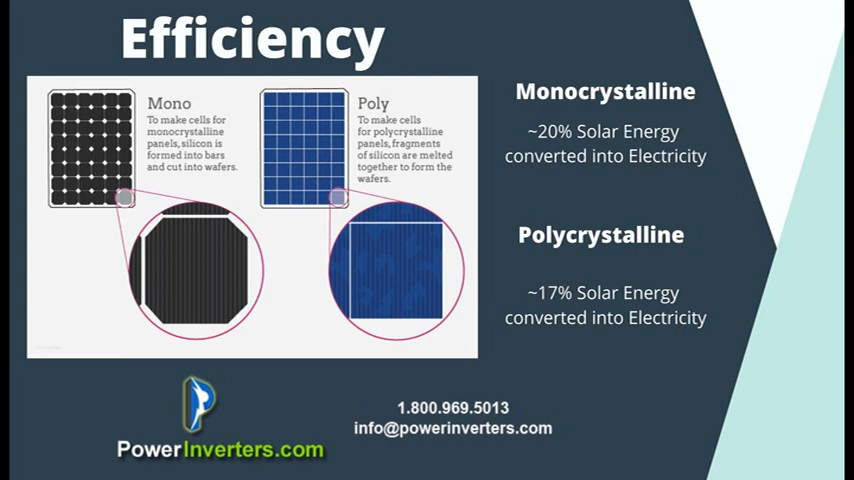 Efficiency
Mono
To make cells for
monocrystalline
panels, silicon is
formed into bars
and cut into wafers.
Poly
To make cells
for polycrystalline
panels, fragments
of silicon are melted
together to form the
wafers.
Monocrystalline
~20% Solar Energy
converted into Electricity
Polycrystalline
~17% Solar Energy
converted into Electricity
PowerInverters.com
1.800.969.5013
info@powerinverters.com